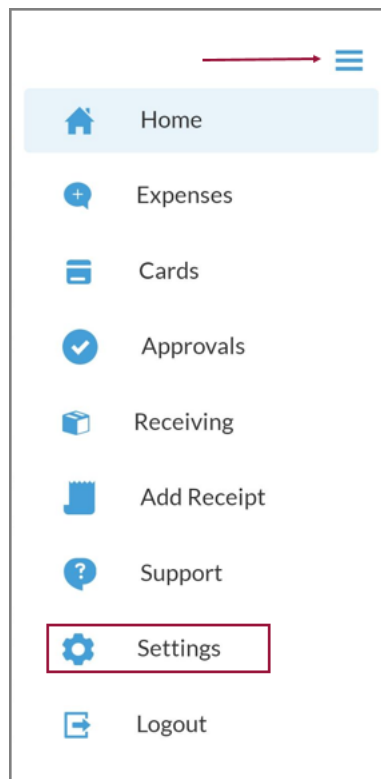 Home
Expenses
Cards
Approvals
Receiving
Add Receipt
Support
Settings
Logout